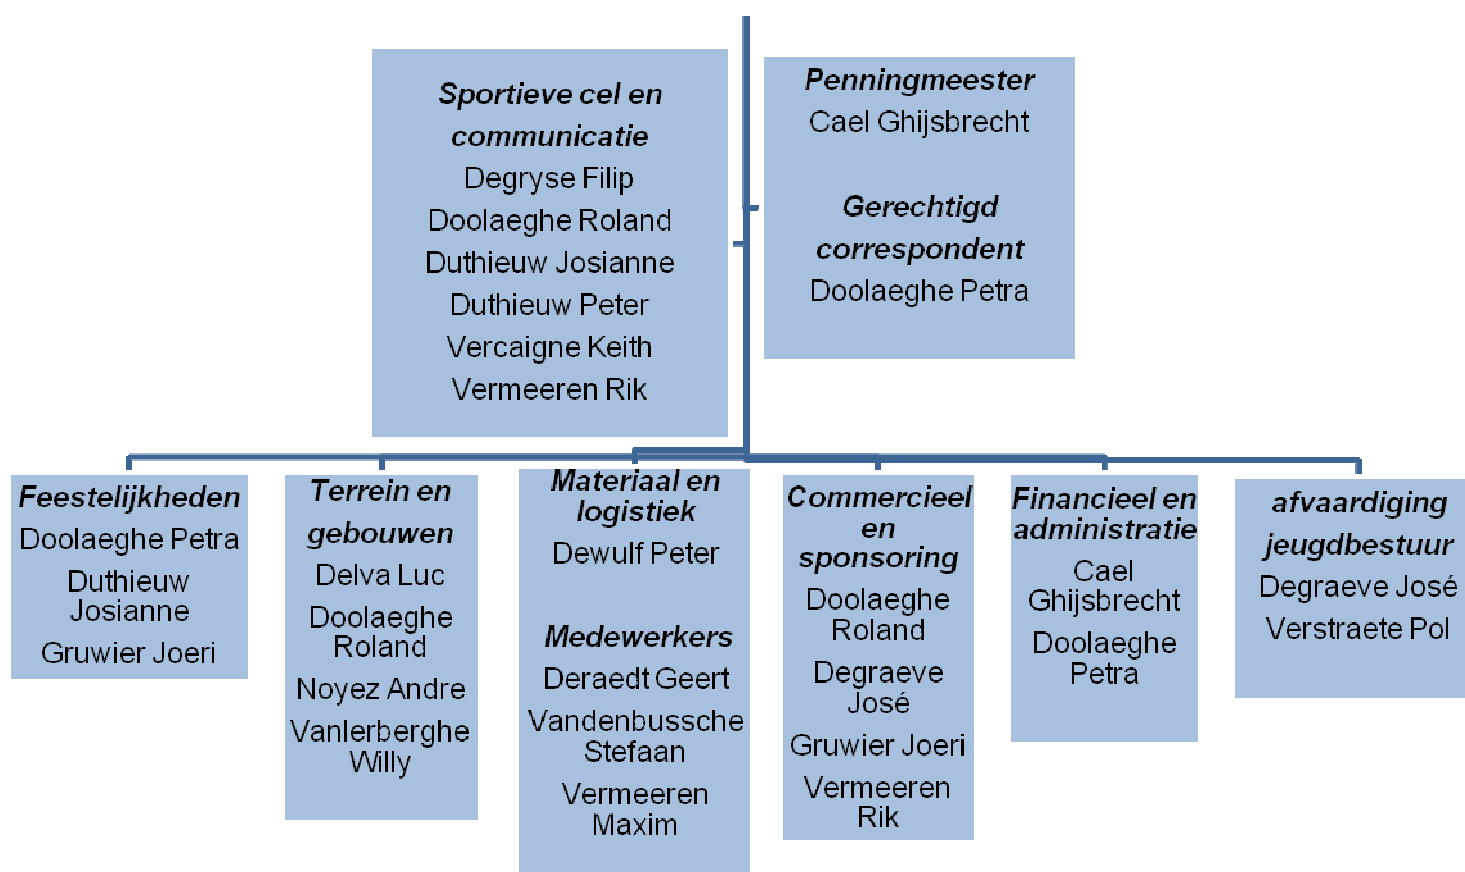 Sportieve cel en
communicatie
Degryse Filip
Doolaeghe Roland
Duthieuw Josianne
Duthieuw Peter
Vercaigne Keith
Vermeeren Rik
Penningmeester
Cael Ghijsbrecht
Gerechtigd
correspondent
Doolaeghe Petra
Feestelijkheden
Doolaeghe Petra
Duthieuw
Josianne
Gruwier Joeri
Terrein en
gebouwen
Delva Luc
Doolaeghe
Roland
Noyez Andre
Vanlerberghe
Willy
Materiaal en
logistiek
Dewulf Peter
Medewerkers
Deraedt Geert
Vandenbussche
Stefaan
Vermeeren
Maxim
Commercieel
en
sponsoring
Doolaeghe
Roland
Degraeve
José
Gruwier Joeri
Vermeeren
Rik
Financieel en
administratie
Cael
Ghijsbrecht
Doolaeghe
Petra
afvaardiging
jeugdbestuur
Degraeve José
Verstraete Pol